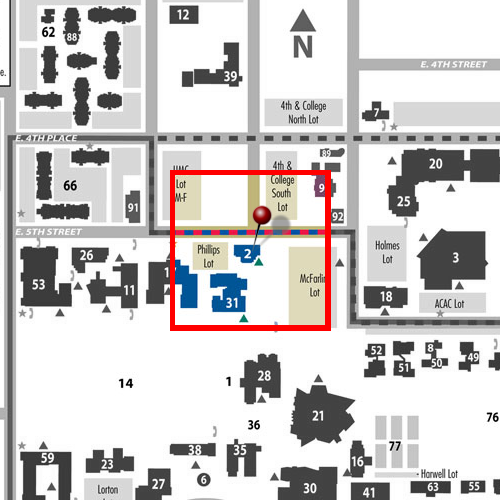 12
62
88
39
N
E. 4TH STREET
e.
4th & College
North Lot
7
E. 4TH PLACE
89
20
66
Lot
M-F
4th &
College
South
Lot
9
25
91
92
E. 5TH STREET
26
Phillips
Lot
2
Holmes
Lot
3
53
11
1
McFarlin
Lot
31
18
ACAC Lot
52
8
49
51
50
14
1
28
36
21
76
77
59
23
38
35
6
16
Harwell Lot
27
Lorton
30
41
63
55